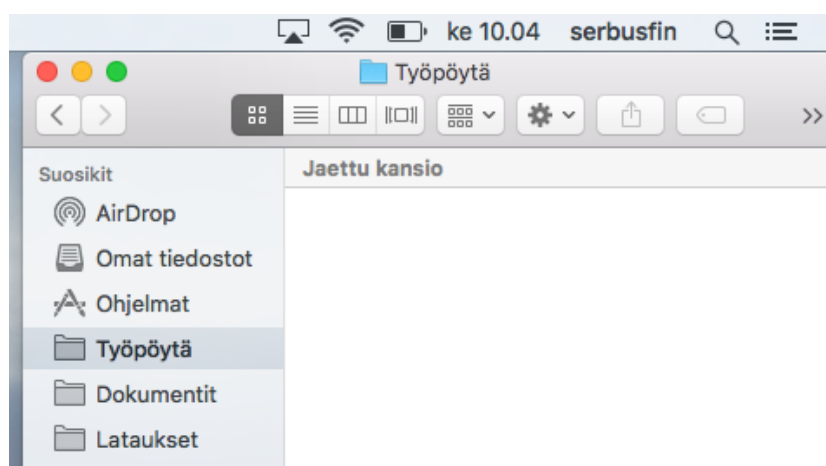 ke 10.04 serbusfin
Työpöytä
Suosikit
Jaettu kansio
AirDrop
Omat tiedostot
Ohjelmat
Työpöytä
Dokumentit
Lataukset